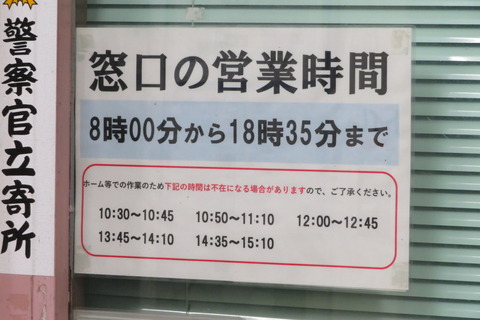 警察官立寄所
窓口の営業時間
8時00分から18時35分まで
ホーム等での作業のため下記の時間は不在になる場合がありますので、ご了承ください。
10:30～10:45 10:50～11:10 12:00～12:45
13:45～14:10 14:35～15:10